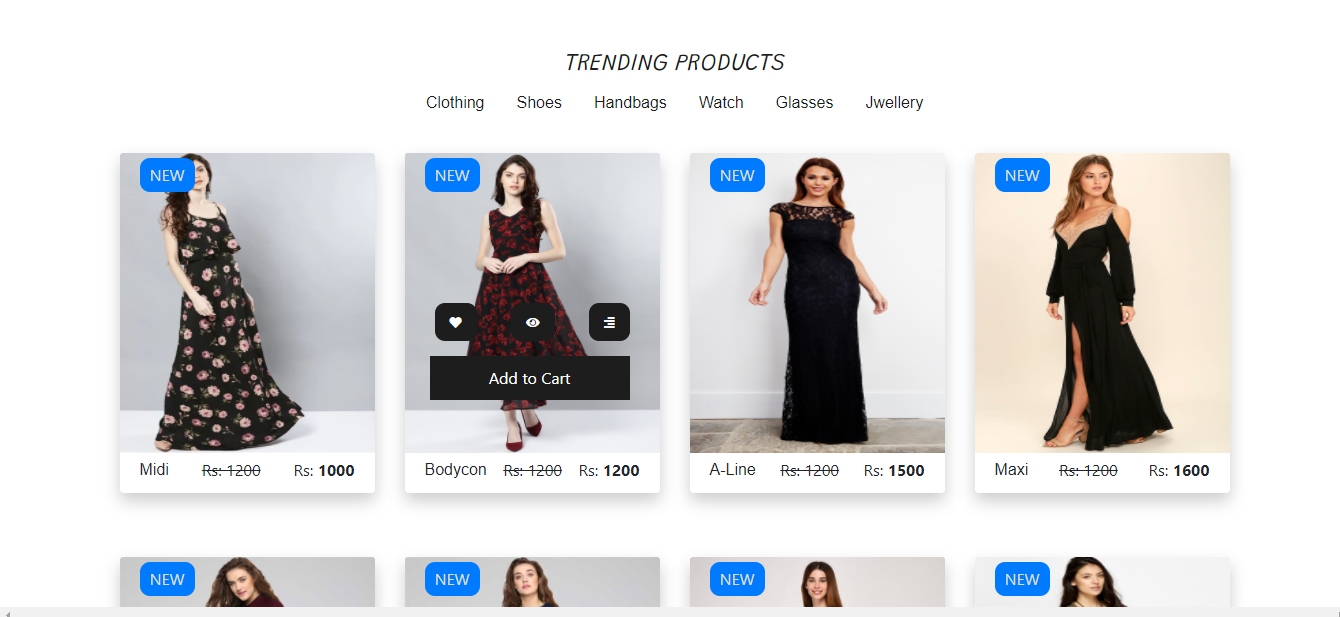 TRENDING PRODUCTS
Clothing Shoes Handbags Watch Glasses Jwellery
NEW NEW NEW NEW
Add to Cart
Midi Rs: 1200 Rs: 1000 Bodycon Rs: 1200 Rs: 1200 A-Line Rs: 1200 Rs: 1500 Maxi Rs: 1200 Rs: 1600
NEW NEW NEW NEW